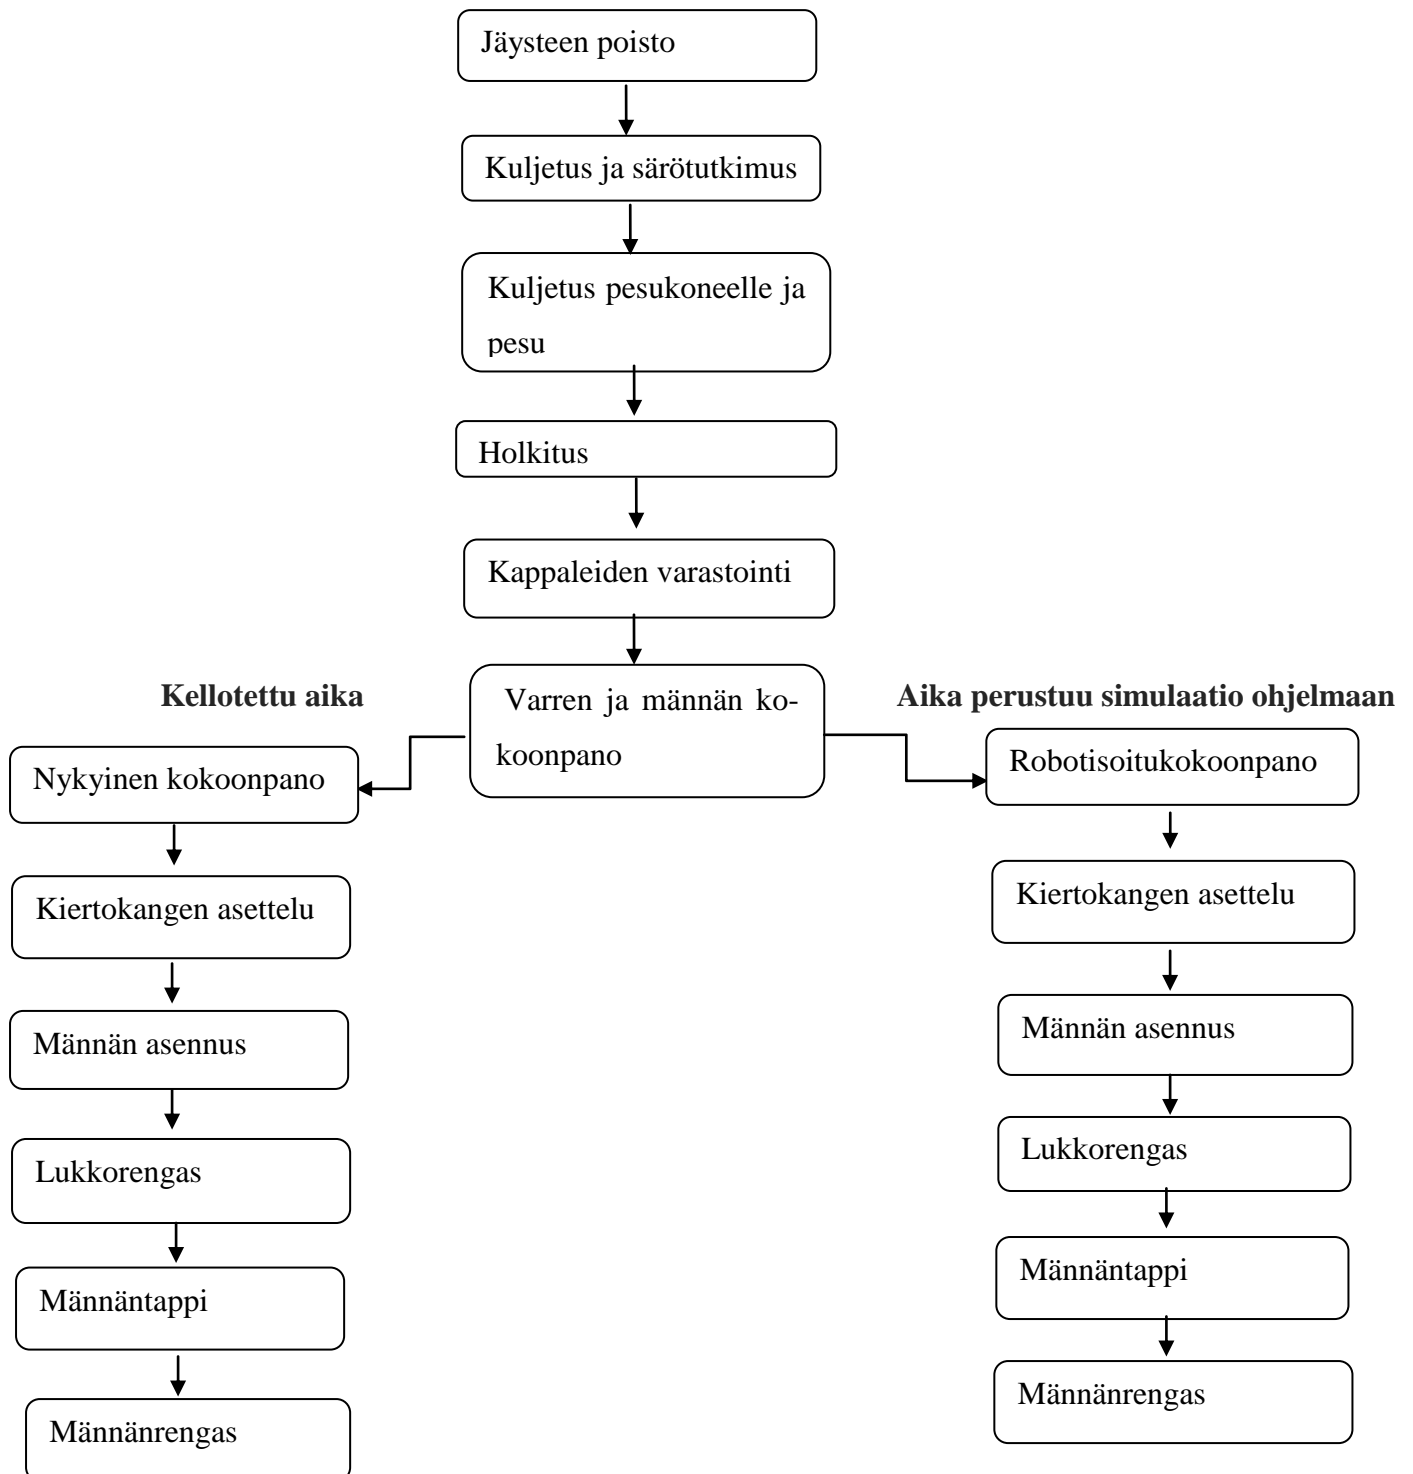 Jäysteen poisto
Kuljetus ja särötutkimus
Kuljetus pesukoneelle ja
pesu
Holkitus
Kappaleiden varastointi
Varren ja männän ko-
koonpano
Kellotettu aika
Nykyinen kokoonpano
Kiertokangen asettelu
Männän asennus
Lukkorengas
Männäntappi
Männänrengas
Aika perustuu simulaatio ohjelmaan
Robotisoitukokoonpano
Kiertokangen asettelu
Männän asennus
Lukkorengas
Männäntappi
Männänrengas